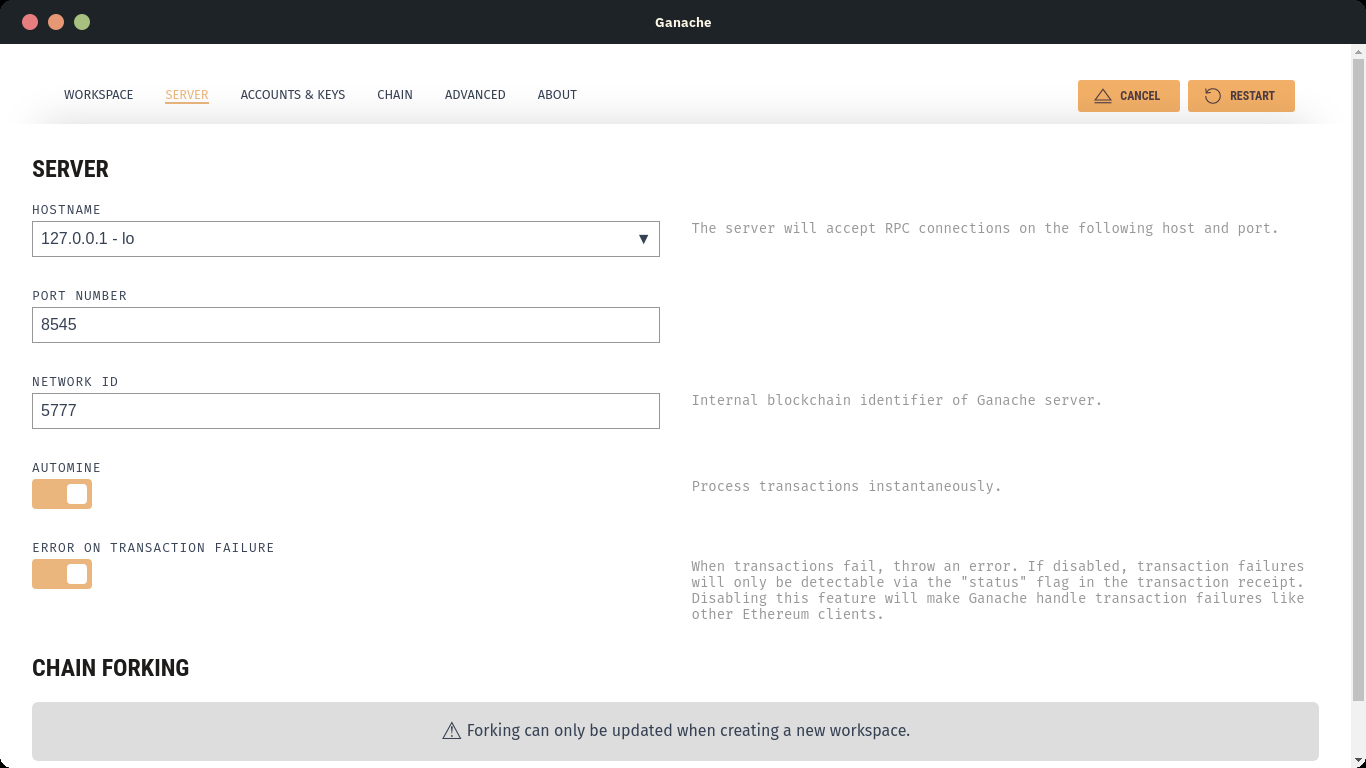 Ganache
WORKSPACE SERVER ACCOUNTS & KEYS CHAIN ADVANCED ABOUT CANCEL RESTART
SERVER
HOSTNAME
127.0.0.1 - lo ▼
The server will accept RPC connections on the following host and port.
PORT NUMBER
8545
NETWORK ID
5777
Internal blockchain identifier of Ganache server.
AUTOMINE
Process transactions instantaneously.
ERROR ON TRANSACTION FAILURE
When transactions fail, throw an error. If disabled, transaction failures
will only be detectable via the "status" flag in the transaction receipt.
Disabling this feature will make Ganache handle transaction failures like
other Ethereum clients.
CHAIN FORKING
⚠ Forking can only be updated when creating a new workspace.